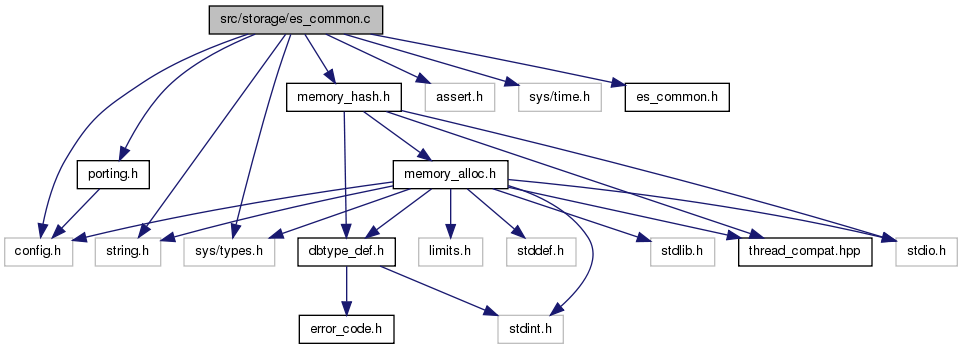 src/storage/es_common.c
memory_hash.h
assert.h
sys/time.h
es_common.h
porting.h
memory_alloc.h
config.h
string.h
sys/types.h
dbtype_def.h
limits.h
stddef.h
stdlib.h
thread_compat.hpp
stdio.h
error_code.h
stdint.h